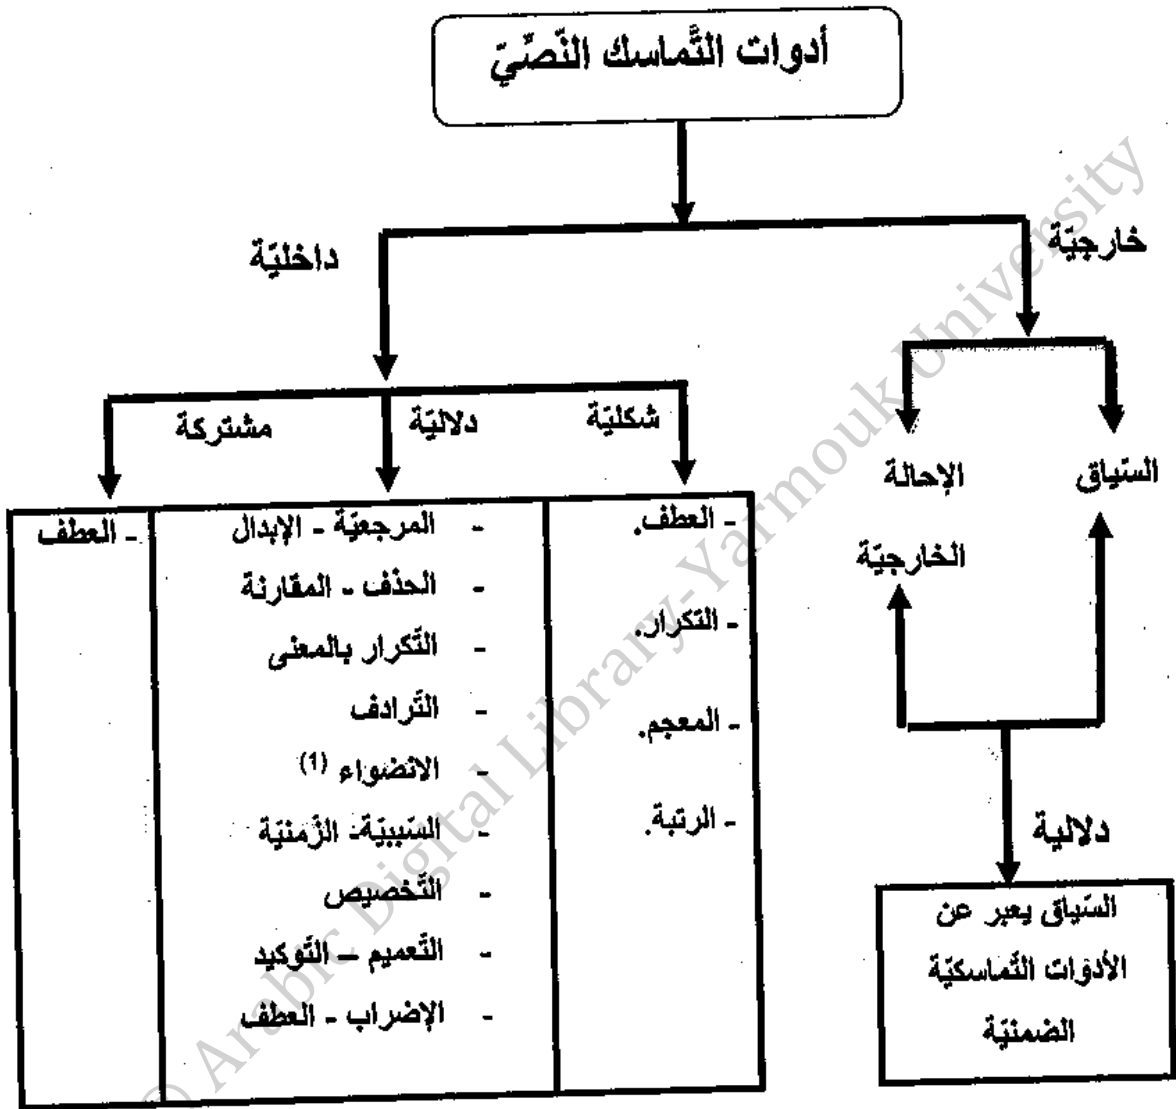 أدوات التَّماسك النّصّيّ
خارجيّة
داخليّة
السّياق
الإحالة
الخارجيّة
دلالية
السّياق يعبر عن
الأدوات التّماسكيّة
الضمنيّة
شكليّة
دلاليّة
مشتركة
- العطف.
- التكرار.
- المعجم.
- الرتبة.
- المرجعيّة - الإبدال
- الحذف - المقارنة
- التّكرار بالمعنى
- التّرادف
- الانضواء (1)
- السّببيّة- الزّمنيّة
- التّخصيص
- التّعميم – التّوكيد
- الإضراب - العطف
- العطف
© Arabic Digital Library-Yarmouk University